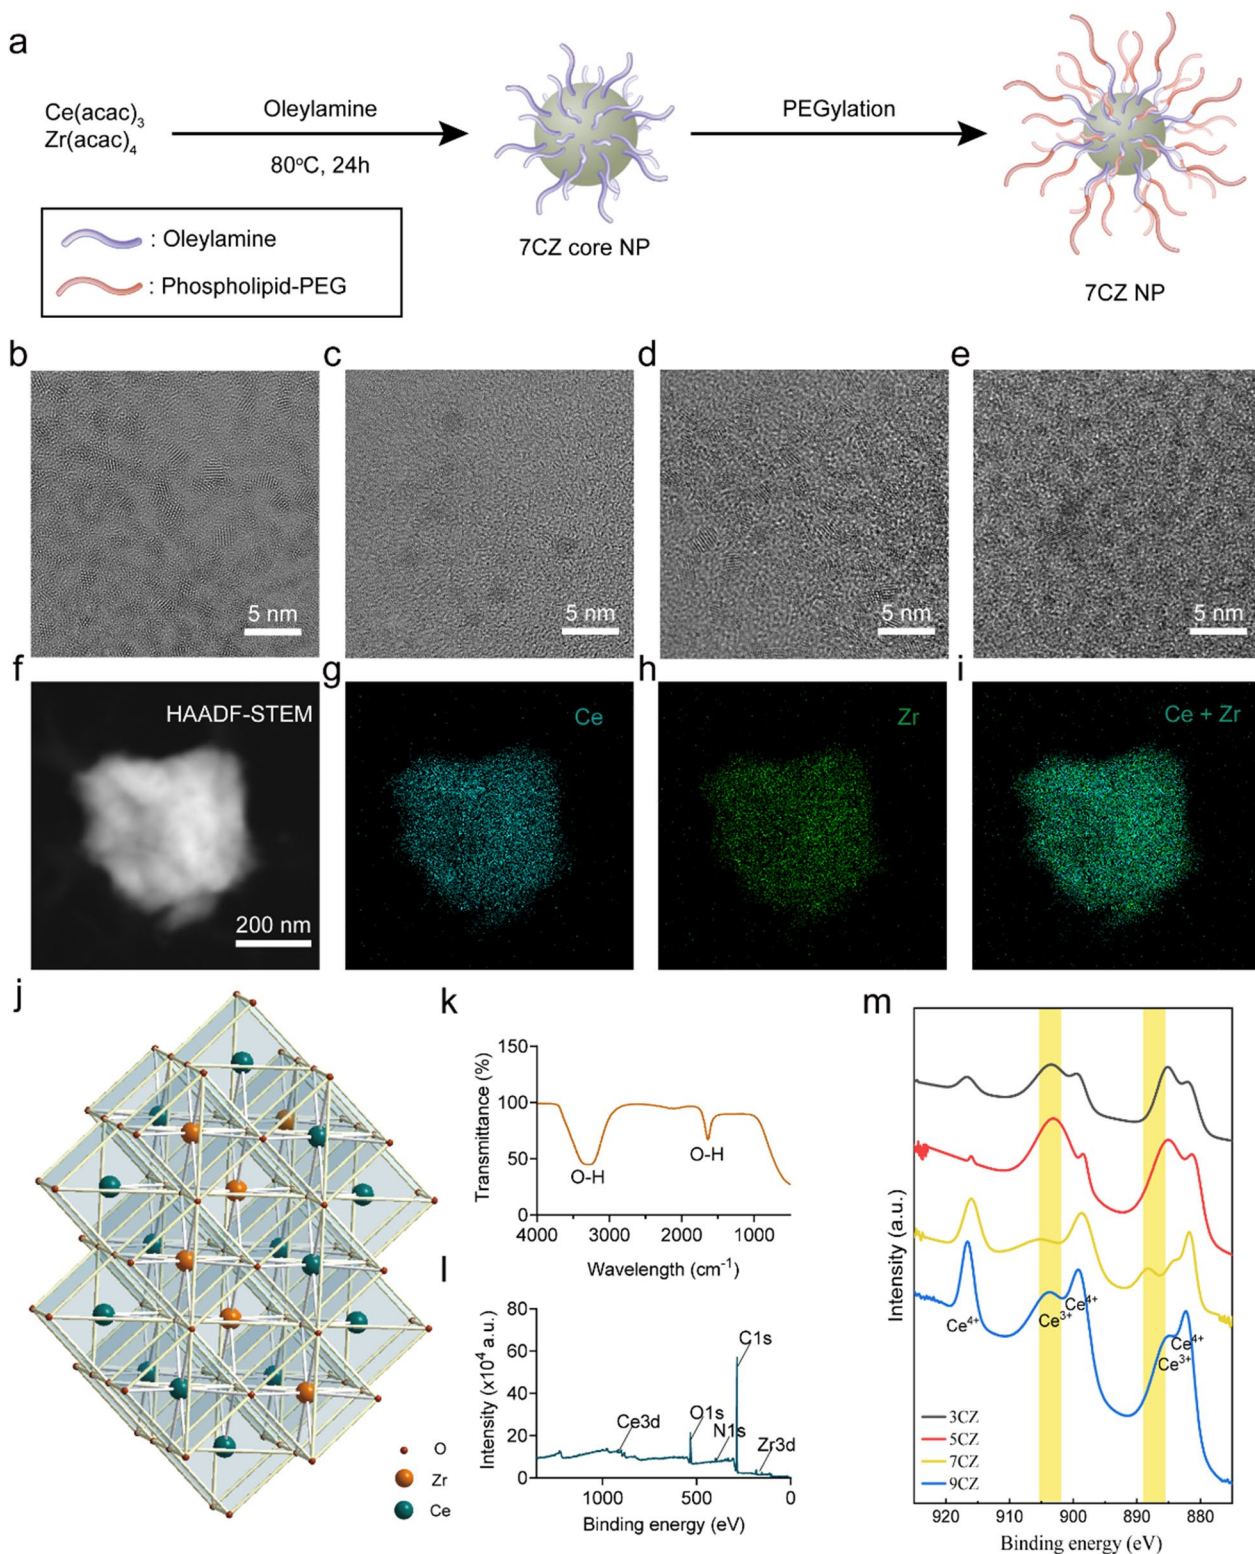 a
Ce(acac)3
Zr(acac)4
Oleylamine
80°C, 24h
7CZ core NP
PEGylation
7CZ NP
: Oleylamine
: Phospholipid-PEG
b
5 nm
c
5 nm
d
5 nm
e
5 nm
f
HAADF-STEM
200 nm
g
Ce
h
Zr
i
Ce + Zr
j
O
Zr
Ce
k
Transmittance (%)
150
100
50
0
O-H
O-H
4000
3000
2000
1000
Wavelength (cm-1)
l
Intensity (x10^4 a.u.)
80
60
40
20
0
Ce3d
O1s
N1s
C1s
Zr3d
1000
500
0
Binding energy (eV)
m
Intensity (a.u.)
Ce4+
Ce3+
Ce4+
Ce4+
Ce3+
3CZ
5CZ
7CZ
9CZ
920
910
900
890
880
Binding energy (eV)